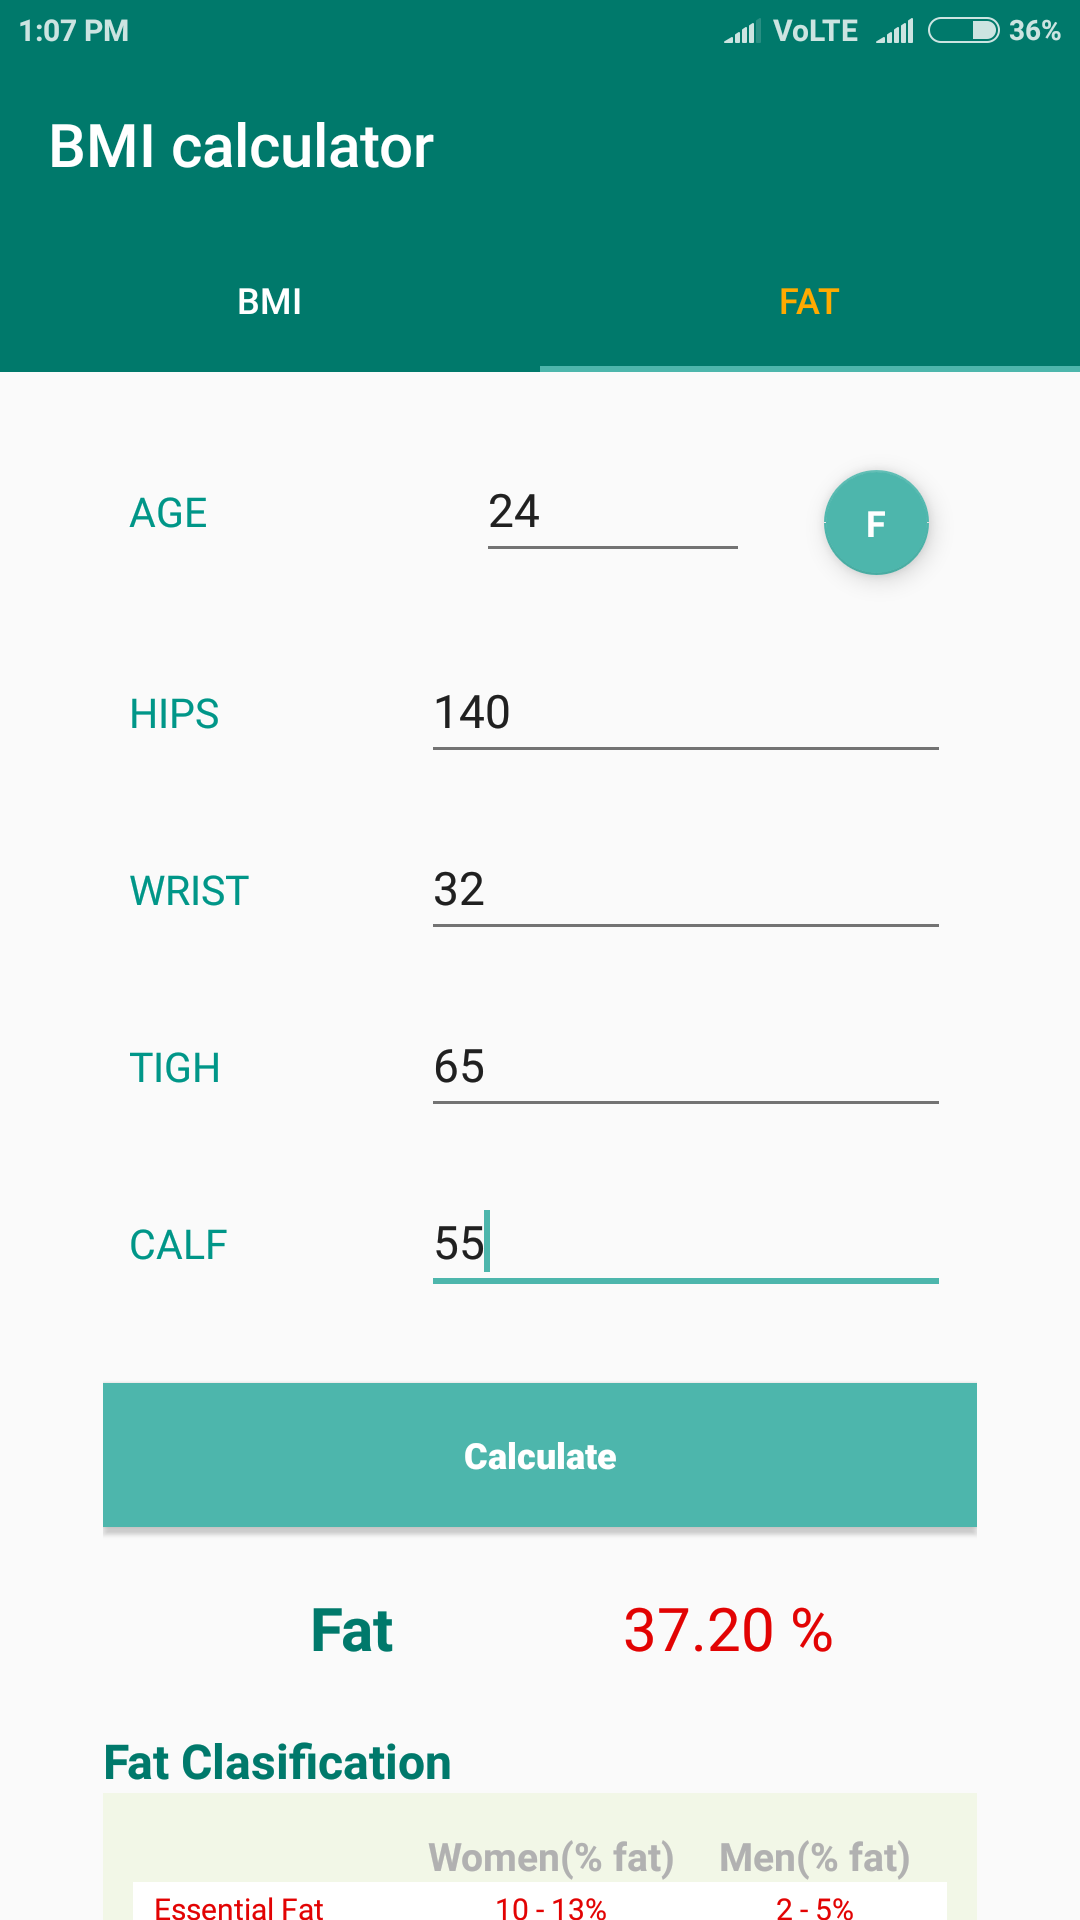 1:07 PM VoLTE 36%
BMI calculator
BMI FAT
AGE 24 F
HIPS 140
WRIST 32
TIGH 65
CALF 55
Calculate
Fat 37.20 %
Fat Clasification
Women(% fat) Men(% fat)
Essential Fat 10 - 13% 2 - 5%